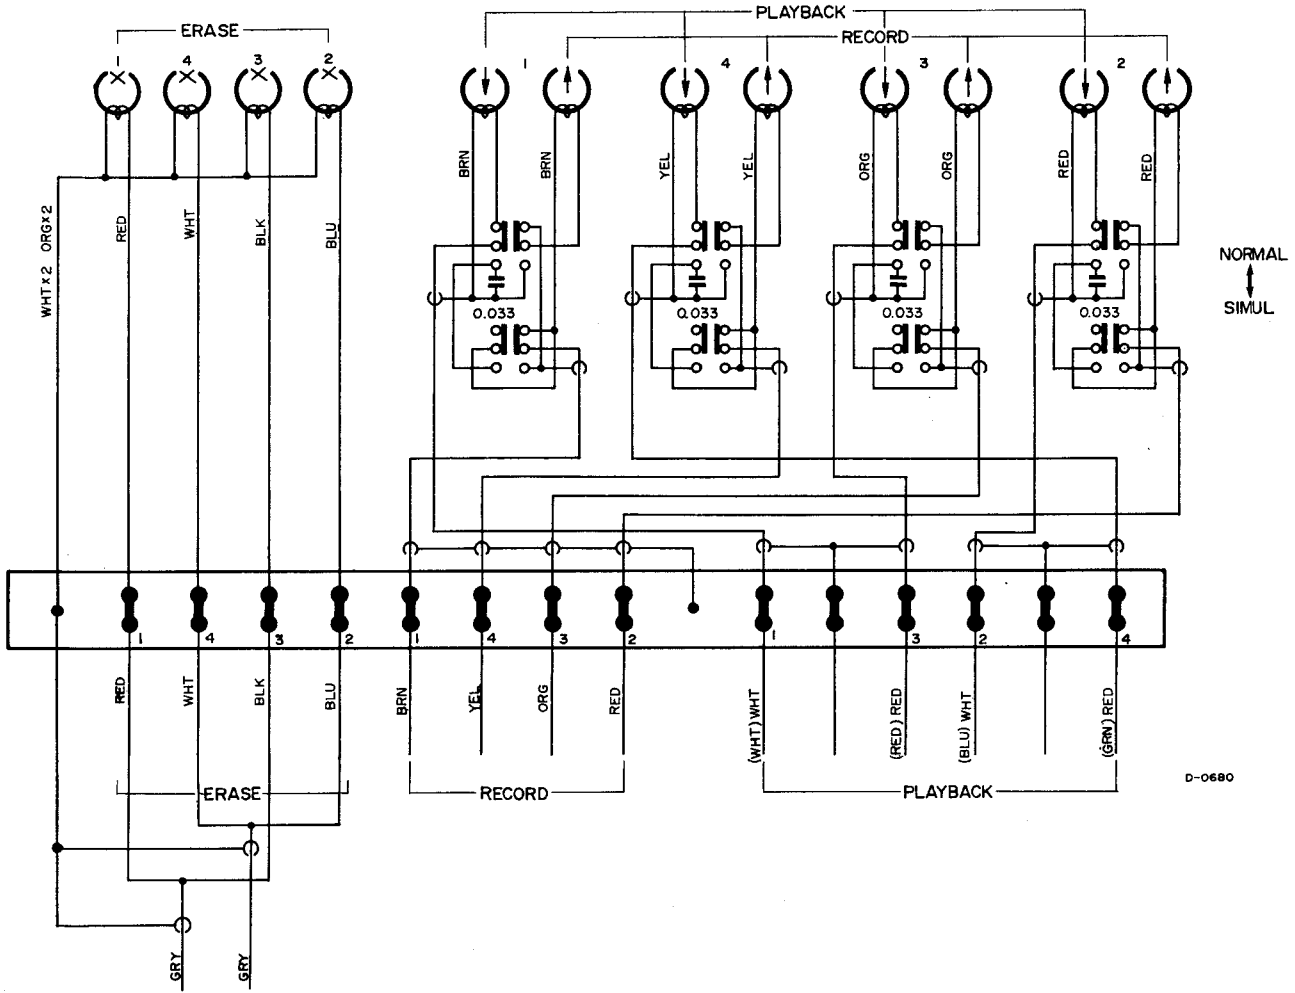 PLAYBACK
ERASE
RECORD
1 4 3 2
1 4 3 2
BRN BRN YEL YEL ORG ORG RED RED
WHT x 2 ORG x 2
RED WHT BLK BLU
NORMAL
SIMUL
0.033 0.033 0.033 0.033
1 4 3 2 1 4 3 2 1 3 2 4
RED WHT BLK BLU BRN YEL ORG RED (WHT) WHT (RED) RED (BLU) WHT (GRN) RED
D-0680
ERASE RECORD PLAYBACK
GRY GRY